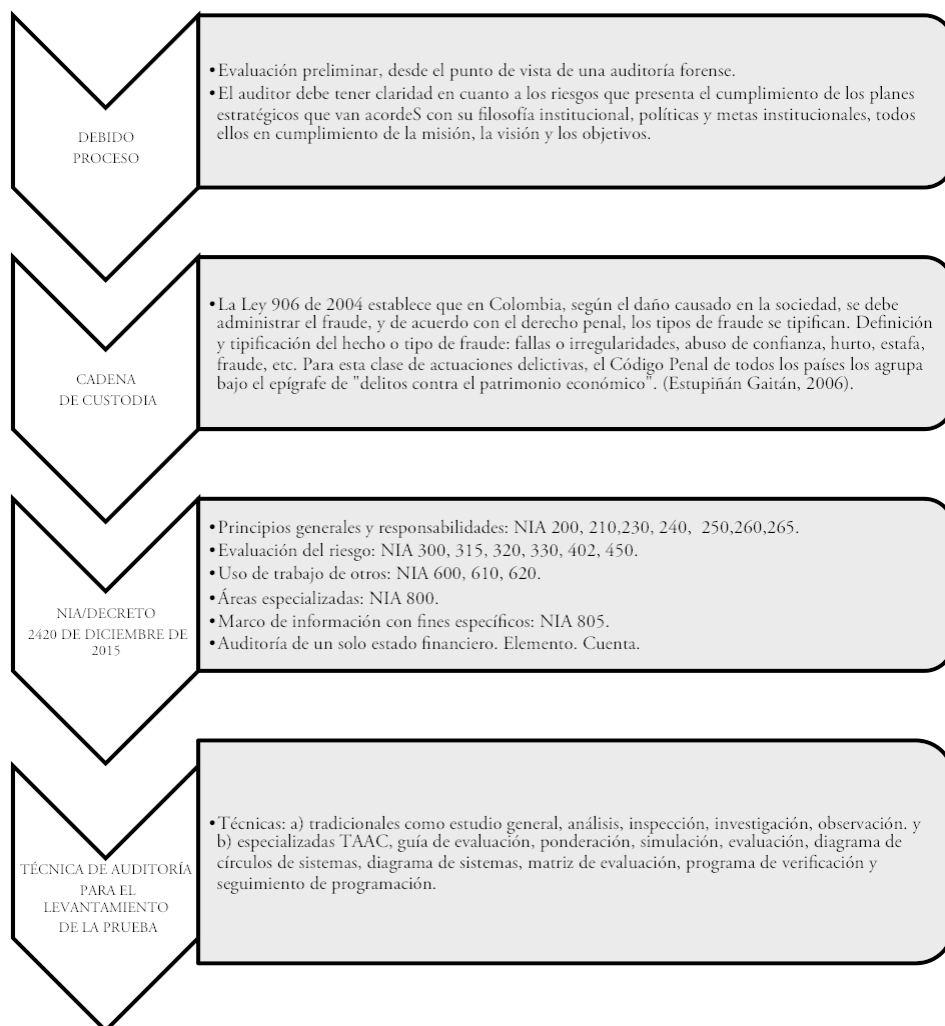 DEBIDO
PROCESO
•Evaluación preliminar, desde el punto de vista de una auditoría forense.
•El auditor debe tener claridad en cuanto a los riesgos que presenta el cumplimiento de los planes
estratégicos que van acordeS con su filosofía institucional, políticas y metas institucionales, todos
ellos en cumplimiento de la misión, la visión y los objetivos.
CADENA
DE CUSTODIA
•La Ley 906 de 2004 establece que en Colombia, según el daño causado en la sociedad, se debe
administrar el fraude, y de acuerdo con el derecho penal, los tipos de fraude se tipifican. Definición
y tipificación del hecho o tipo de fraude: fallas o irregularidades, abuso de confianza, hurto, estafa,
fraude, etc. Para esta clase de actuaciones delictivas, el Código Penal de todos los países los agrupa
bajo el epígrafe de "delitos contra el patrimonio económico". (Estupiñán Gaitán, 2006).
NIA/DECRETO
2420 DE DICIEMBRE DE
2015
•Principios generales y responsabilidades: NIA 200, 210,230, 240, 250,260,265.
•Evaluación del riesgo: NIA 300, 315, 320, 330, 402, 450.
•Uso de trabajo de otros: NIA 600, 610, 620.
•Áreas especializadas: NIA 800.
•Marco de información con fines específicos: NIA 805.
•Auditoría de un solo estado financiero. Elemento. Cuenta.
TÉCNICA DE AUDITORÍA
PARA EL
LEVANTAMIENTO
DE LA PRUEBA
•Técnicas: a) tradicionales como estudio general, análisis, inspección, investigación, observación. y
b) especializadas TAAC, guía de evaluación, ponderación, simulación, evaluación, diagrama de
círculos de sistemas, diagrama de sistemas, matriz de evaluación, programa de verificación y
seguimiento de programación.